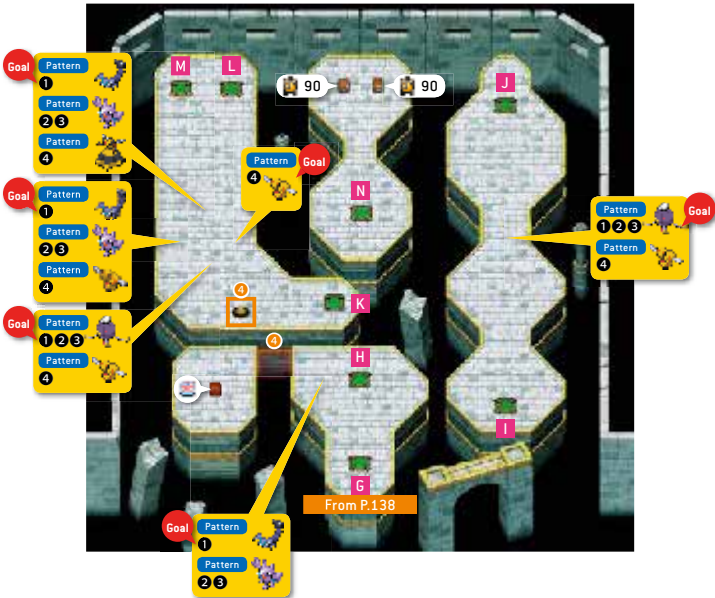 M
L
90
90
J
Goal
Pattern
1
Pattern
2 3
Pattern
4
Pattern
4
Goal
N
Goal
Pattern
1
Pattern
2 3
Pattern
4
Pattern
1 2 3
Goal
Pattern
4
4
K
Goal
Pattern
1 2 3
Pattern
4
4
H
I
G
From P.138
Goal
Pattern
1
Pattern
2 3